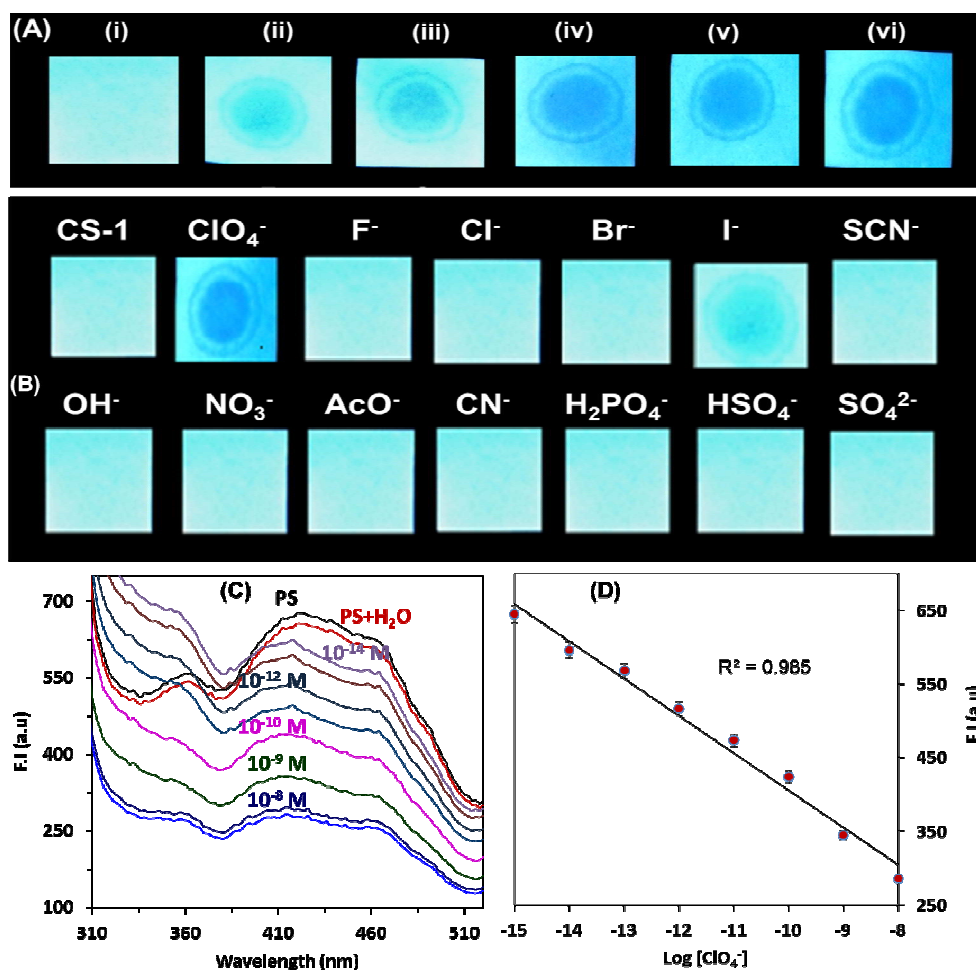 (A) (i) (ii) (iii) (iv) (v) (vi)
CS-1 ClO₄⁻ F⁻ Cl⁻ Br⁻ I⁻ SCN⁻
(B)
OH⁻ NO₃⁻ AcO⁻ CN⁻ H₂PO₄⁻ HSO₄⁻ SO₄²⁻
(C)
PS
PS+H₂O
10⁻¹⁴ M
10⁻¹² M
10⁻¹⁰ M
10⁻⁹ M
10⁻⁸ M
700
550
400
250
100
F.I (a.u)
310 360 410 460 510
Wavelength (nm)
(D)
R² = 0.985
650
550
450
350
250
F.I (a.u)
-15 -14 -13 -12 -11 -10 -9 -8
Log [ClO₄⁻]